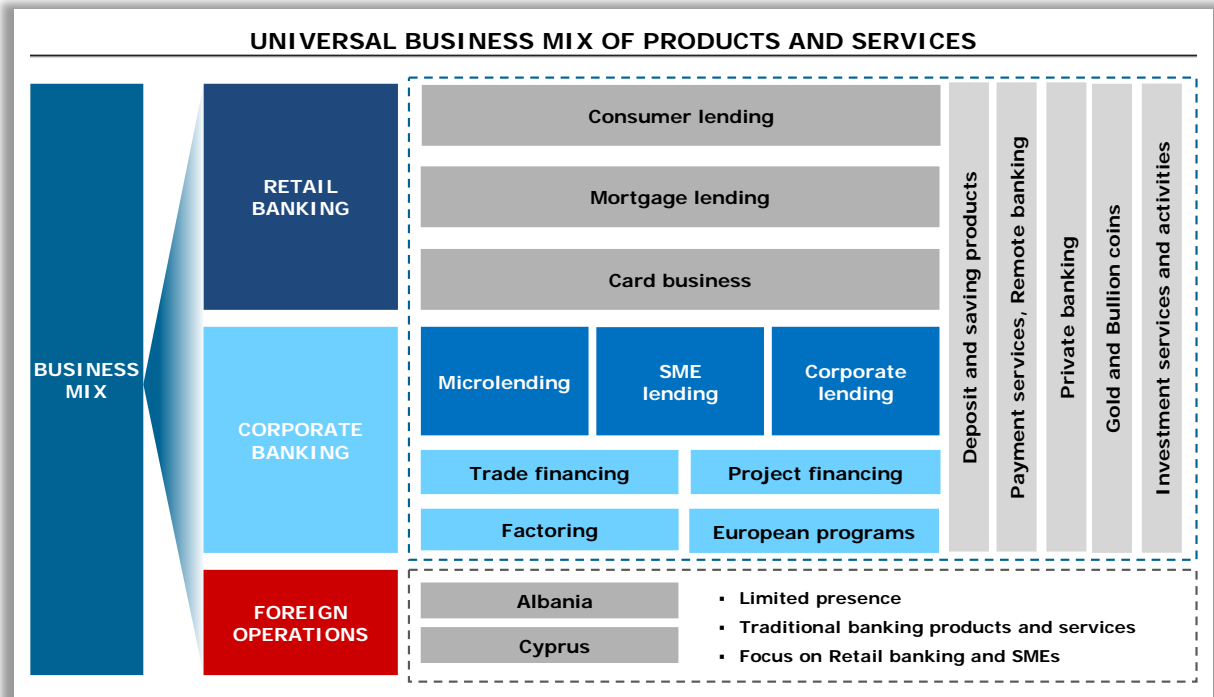 UNIVERSAL BUSINESS MIX OF PRODUCTS AND SERVICES
BUSINESS
MIX
RETAIL
BANKING
Consumer lending
Mortgage lending
Card business
CORPORATE
BANKING
Microlending
SME
lending
Corporate
lending
Trade financing
Project financing
Factoring
European programs
Deposit and saving products
Payment services, Remote banking
Private banking
Gold and Bullion coins
Investment services and activities
FOREIGN
OPERATIONS
Albania
Cyprus
▪ Limited presence
▪ Traditional banking products and services
▪ Focus on Retail banking and SMEs